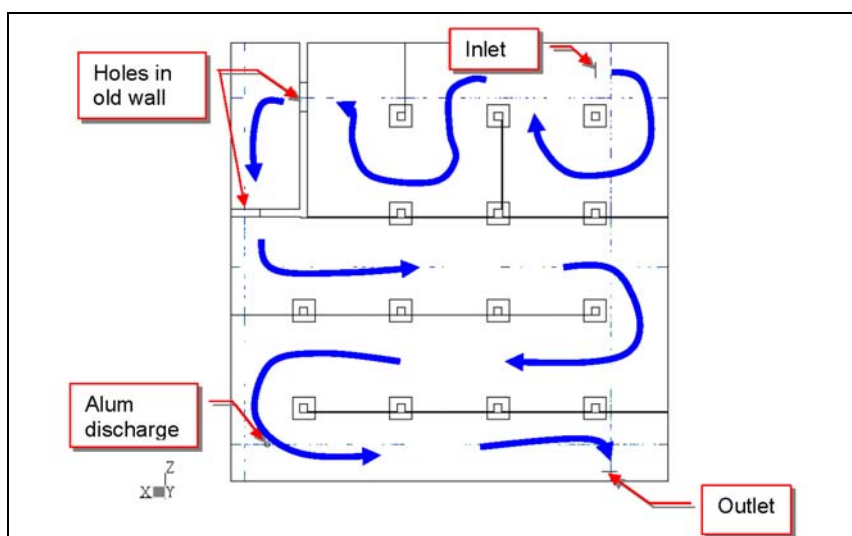 Inlet
Holes in
old wall
Alum
discharge
Z
X Y
Outlet